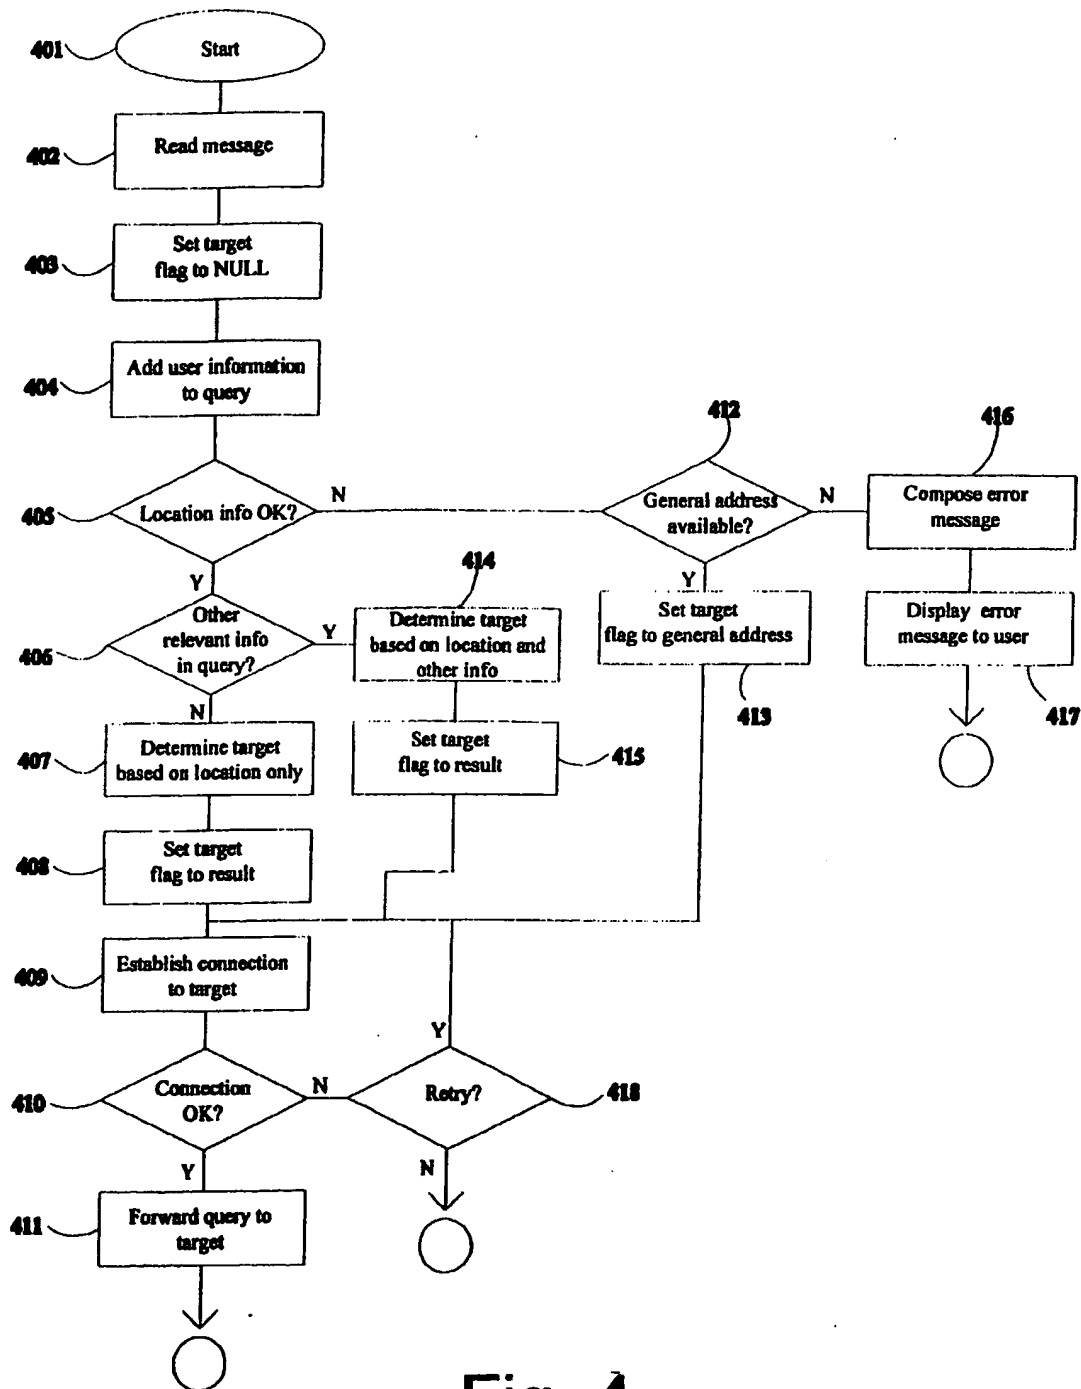 401
Start
402
Read message
403
Set target
flag to NULL
404
Add user information
to query
405
Location info OK?
N
412
General address
available?
N
416
Compose error
message
Y
414
Y
406
Other
relevant info
in query?
Y
Determine target
based on location and
other info
Set target
flag to general address
413
Display error
message to user
417
N
407
Determine target
based on location only
Set target
flag to result
415
408
Set target
flag to result
409
Establish connection
to target
Y
410
Connection
OK?
N
Retry?
418
Y
N
411
Forward query to
target
Fig. 4